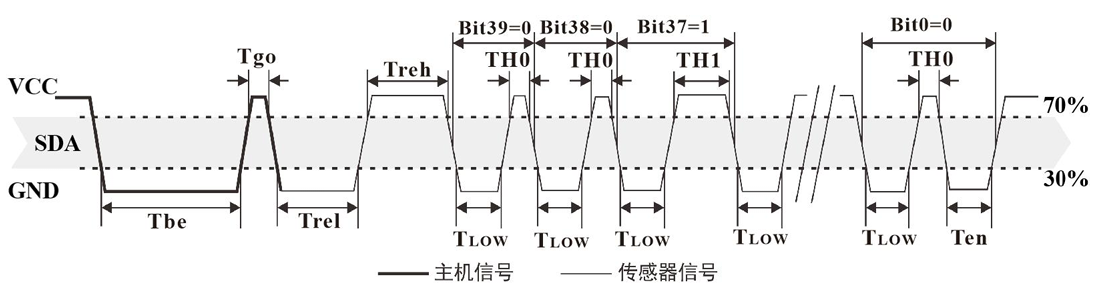 Bit39=0 Bit38=0 Bit37=1 Bit0=0
Tgo Treh TH0 TH0 TH1 TH0
VCC 70%
SDA
GND 30%
Tbe Trel TLOW TLOW TLOW TLOW TLOW Ten
主机信号 传感器信号